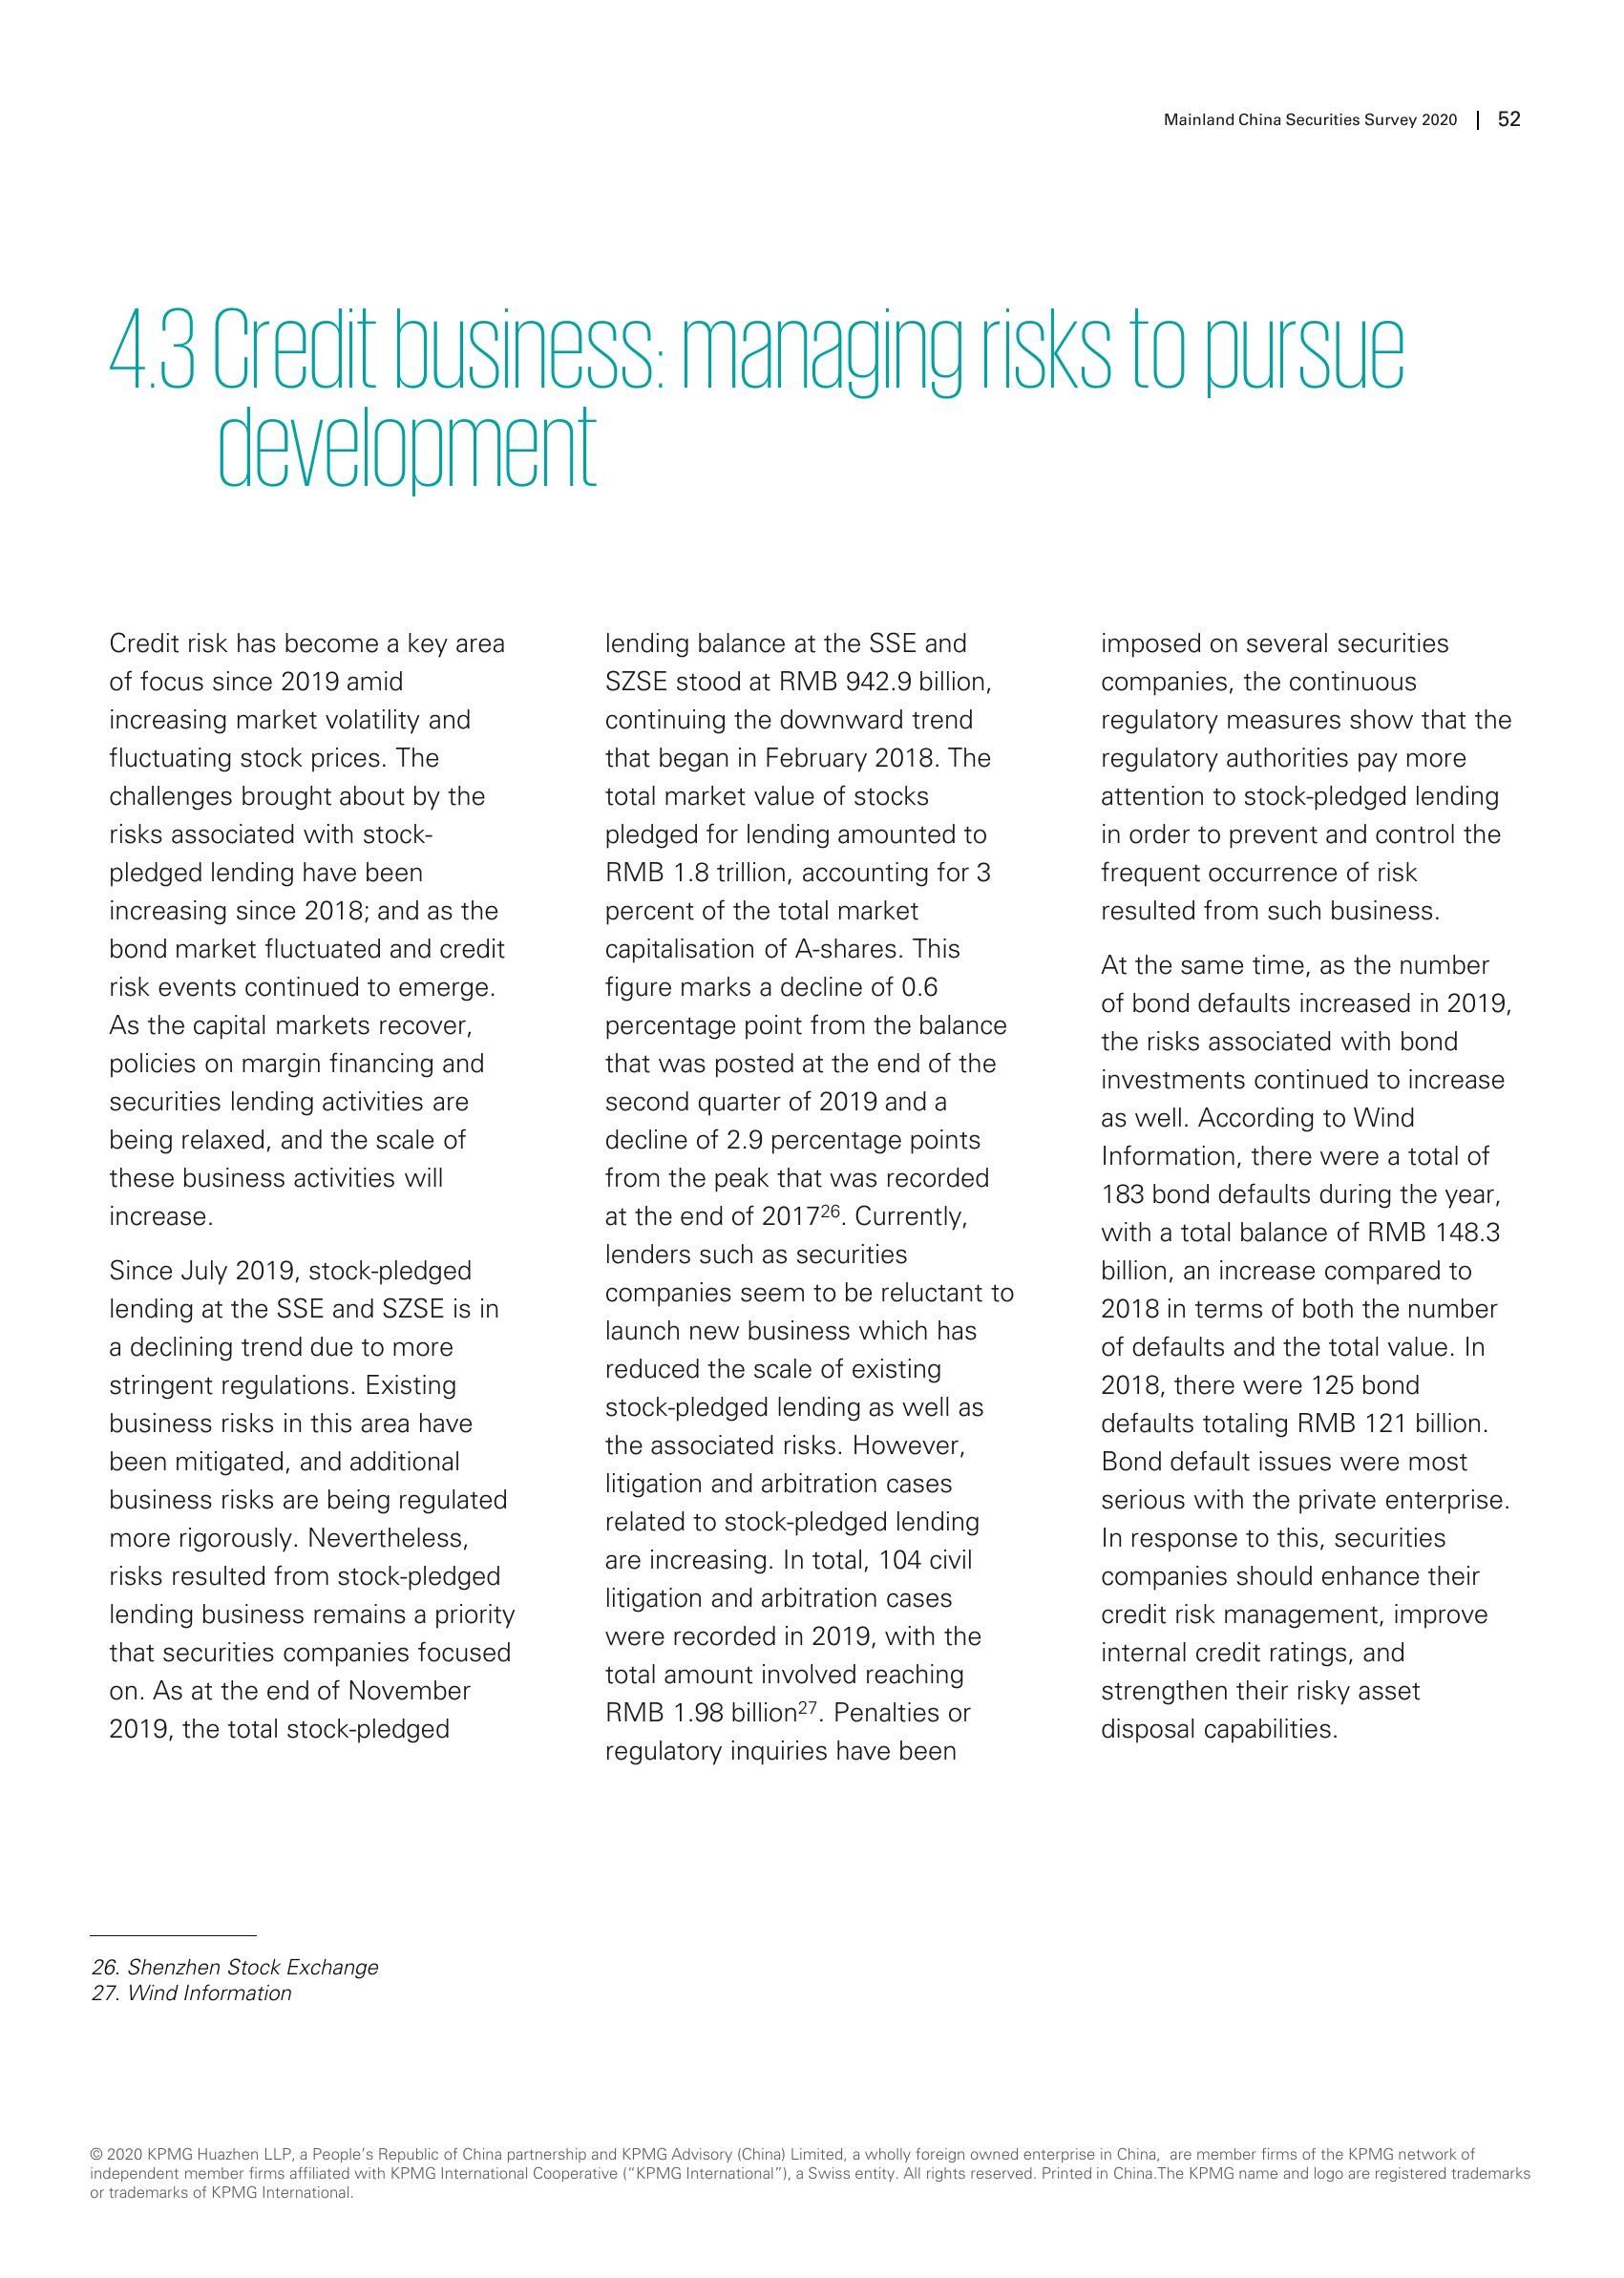 Mainland China Securities Survey 2020 | 52
4.3 Credit business: managing risks to pursue
development
Credit risk has become a key area
of focus since 2019 amid
increasing market volatility and
fluctuating stock prices. The
challenges brought about by the
risks associated with stock-
pledged lending have been
increasing since 2018; and as the
bond market fluctuated and credit
risk events continued to emerge.
As the capital markets recover,
policies on margin financing and
securities lending activities are
being relaxed, and the scale of
these business activities will
increase.
Since July 2019, stock-pledged
lending at the SSE and SZSE is in
a declining trend due to more
stringent regulations. Existing
business risks in this area have
been mitigated, and additional
business risks are being regulated
more rigorously. Nevertheless,
risks resulted from stock-pledged
lending business remains a priority
that securities companies focused
on. As at the end of November
2019, the total stock-pledged
lending balance at the SSE and
SZSE stood at RMB 942.9 billion,
continuing the downward trend
that began in February 2018. The
total market value of stocks
pledged for lending amounted to
RMB 1.8 trillion, accounting for 3
percent of the total market
capitalisation of A-shares. This
figure marks a decline of 0.6
percentage point from the balance
that was posted at the end of the
second quarter of 2019 and a
decline of 2.9 percentage points
from the peak that was recorded
at the end of 2017²⁶. Currently,
lenders such as securities
companies seem to be reluctant to
launch new business which has
reduced the scale of existing
stock-pledged lending as well as
the associated risks. However,
litigation and arbitration cases
related to stock-pledged lending
are increasing. In total, 104 civil
litigation and arbitration cases
were recorded in 2019, with the
total amount involved reaching
RMB 1.98 billion²⁷. Penalties or
regulatory inquiries have been
imposed on several securities
companies, the continuous
regulatory measures show that the
regulatory authorities pay more
attention to stock-pledged lending
in order to prevent and control the
frequent occurrence of risk
resulted from such business.
At the same time, as the number
of bond defaults increased in 2019,
the risks associated with bond
investments continued to increase
as well. According to Wind
Information, there were a total of
183 bond defaults during the year,
with a total balance of RMB 148.3
billion, an increase compared to
2018 in terms of both the number
of defaults and the total value. In
2018, there were 125 bond
defaults totaling RMB 121 billion.
Bond default issues were most
serious with the private enterprise.
In response to this, securities
companies should enhance their
credit risk management, improve
internal credit ratings, and
strengthen their risky asset
disposal capabilities.
26. Shenzhen Stock Exchange
27. Wind Information
© 2020 KPMG Huazhen LLP, a People’s Republic of China partnership and KPMG Advisory (China) Limited, a wholly foreign owned enterprise in China, are member firms of the KPMG network of
independent member firms affiliated with KPMG International Cooperative (“KPMG International”), a Swiss entity. All rights reserved. Printed in China.The KPMG name and logo are registered trademarks
or trademarks of KPMG International.